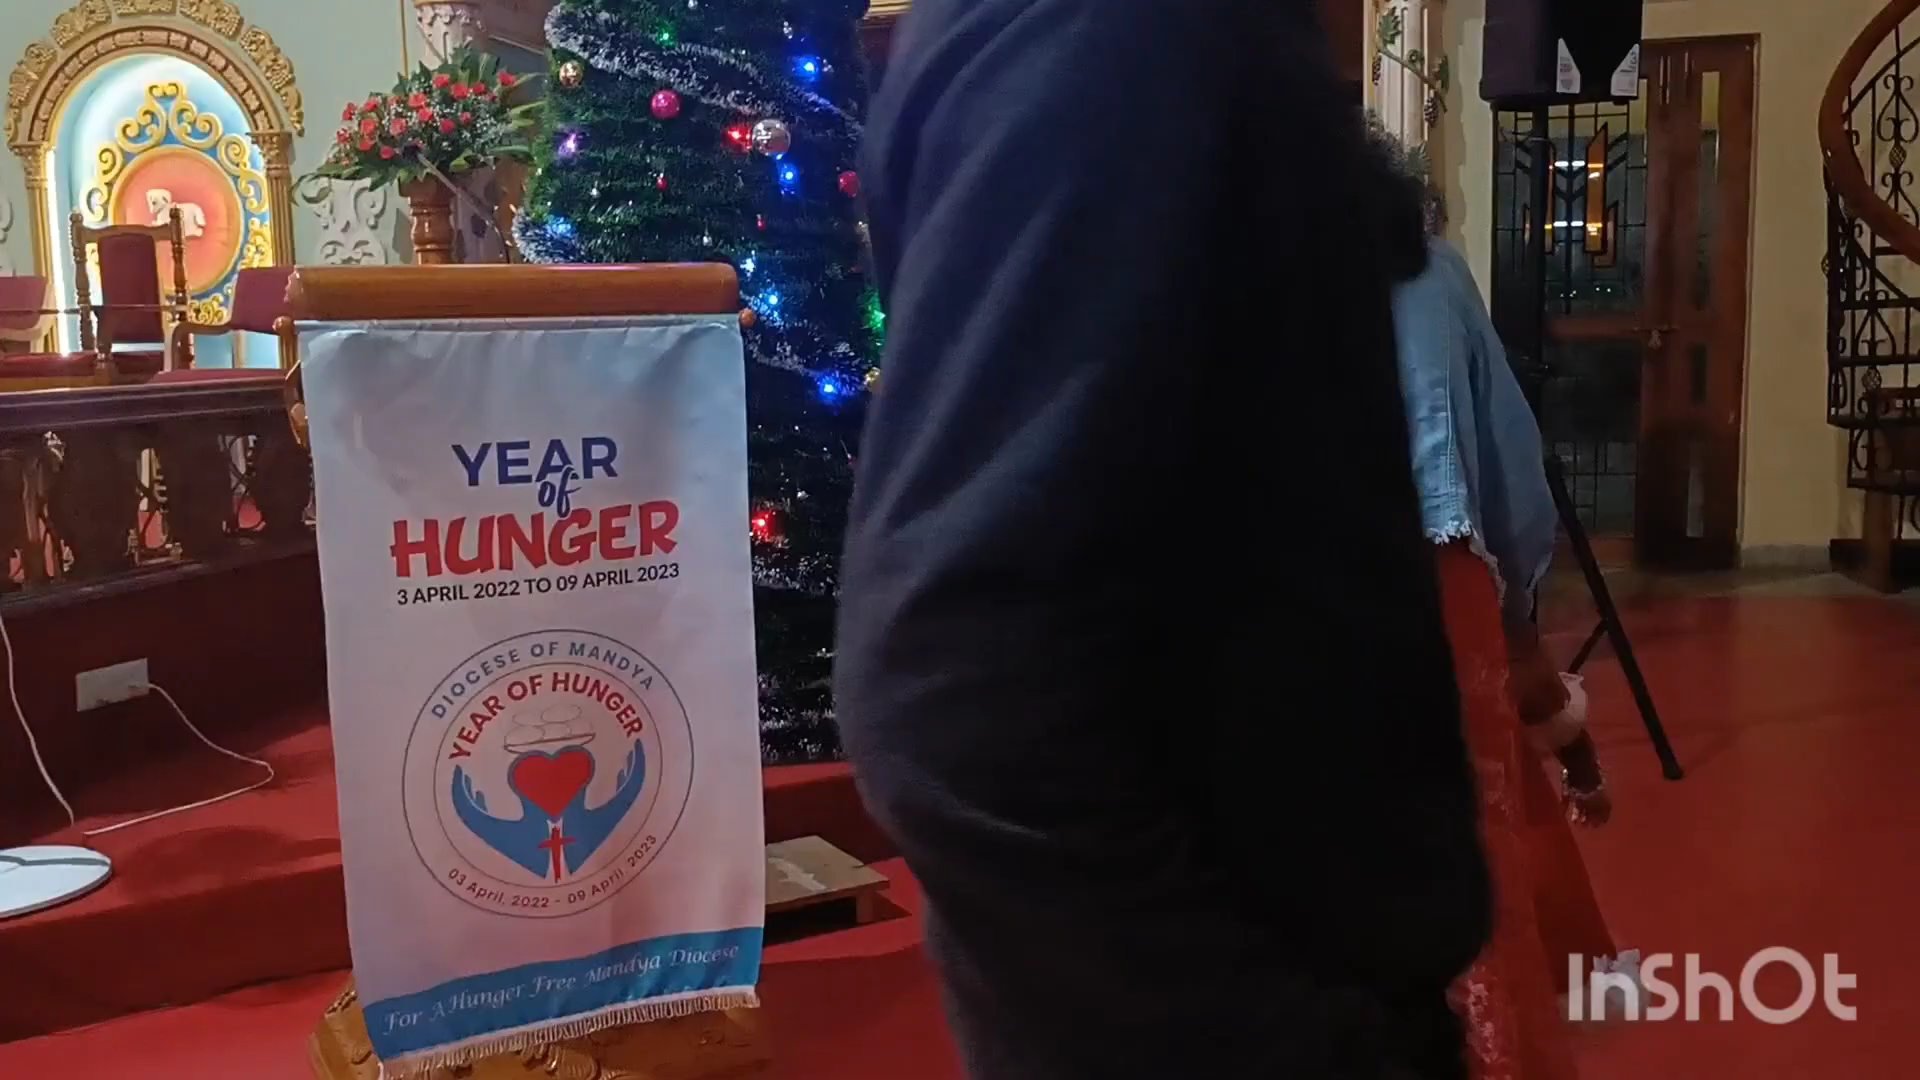 YEAR
of
HUNGER
3 APRIL 2022 TO 09 APRIL 2023
DIOCESE OF MANDYA
YEAR OF HUNGER
03 April, 2022 - 09 April, 2023
For A Hunger Free Mandya Diocese
InShOt